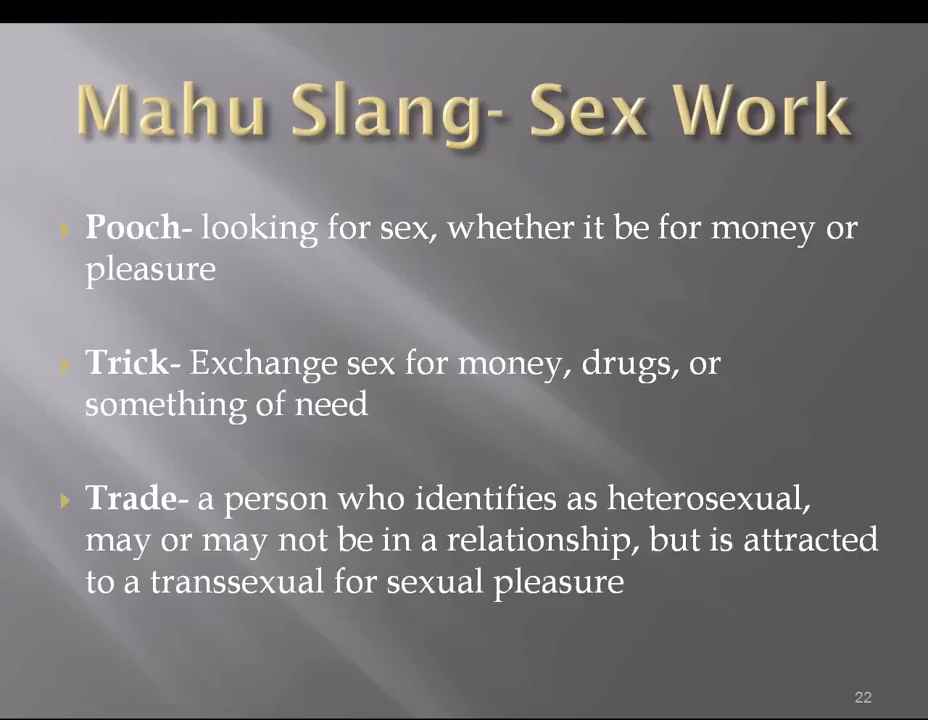 Mahu Slang- Sex Work
Pooch- looking for sex, whether it be for money or
pleasure
Trick- Exchange sex for money, drugs, or
something of need
Trade- a person who identifies as heterosexual,
may or may not be in a relationship, but is attracted
to a transsexual for sexual pleasure
22